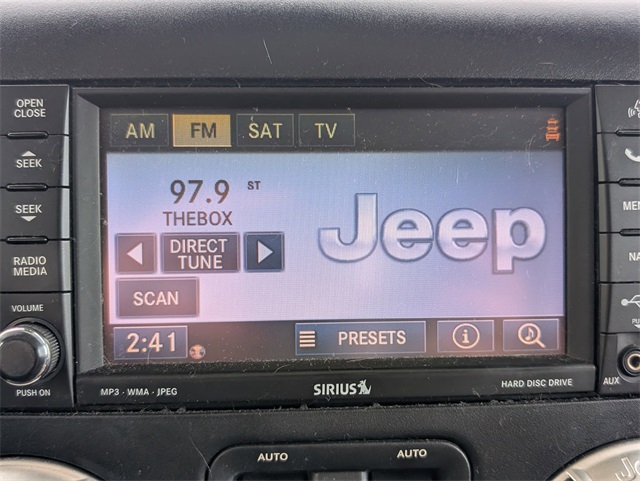 OPEN
CLOSE
SEEK
SEEK
RADIO
MEDIA
VOLUME
PUSH ON
AM FM SAT TV
97.9 ST
THEBOX
DIRECT
TUNE
SCAN
Jeep
2:41 PRESETS
MP3 · WMA · JPEG
SIRIUS
HARD DISC DRIVE
AUX
AUTO
AUTO